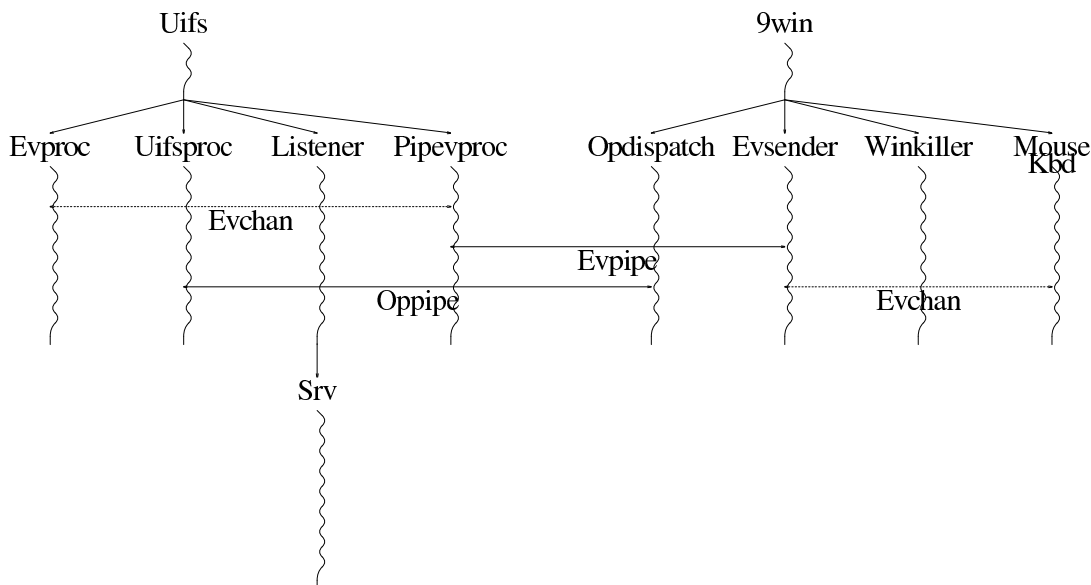 Uifs 9win
Evproc Uifsproc Listener Pipevproc Opdispatch Evsender Winkiller Mouse
Kbd
Evchan
Evpipe
Oppipe Evchan
Srv